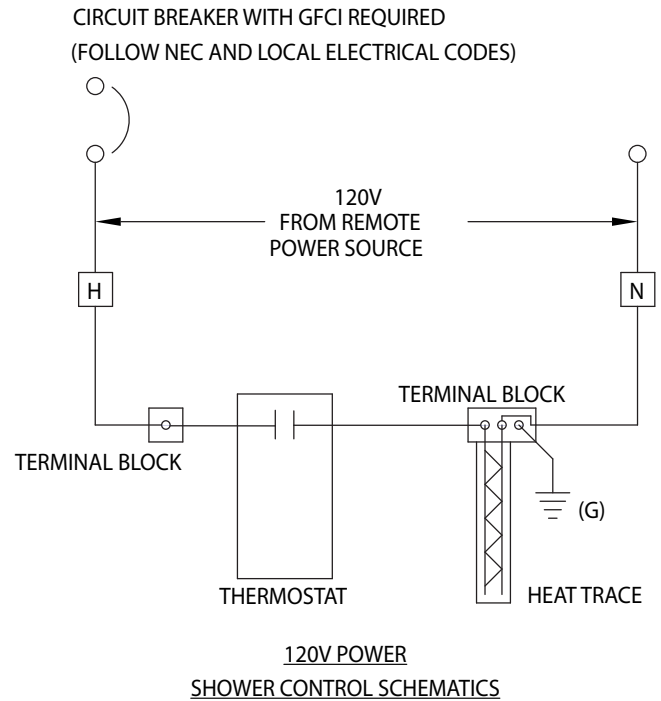 CIRCUIT BREAKER WITH GFCI REQUIRED
(FOLLOW NEC AND LOCAL ELECTRICAL CODES)
120V
FROM REMOTE
POWER SOURCE
H
N
TERMINAL BLOCK
TERMINAL BLOCK
(G)
THERMOSTAT
HEAT TRACE
120V POWER
SHOWER CONTROL SCHEMATICS